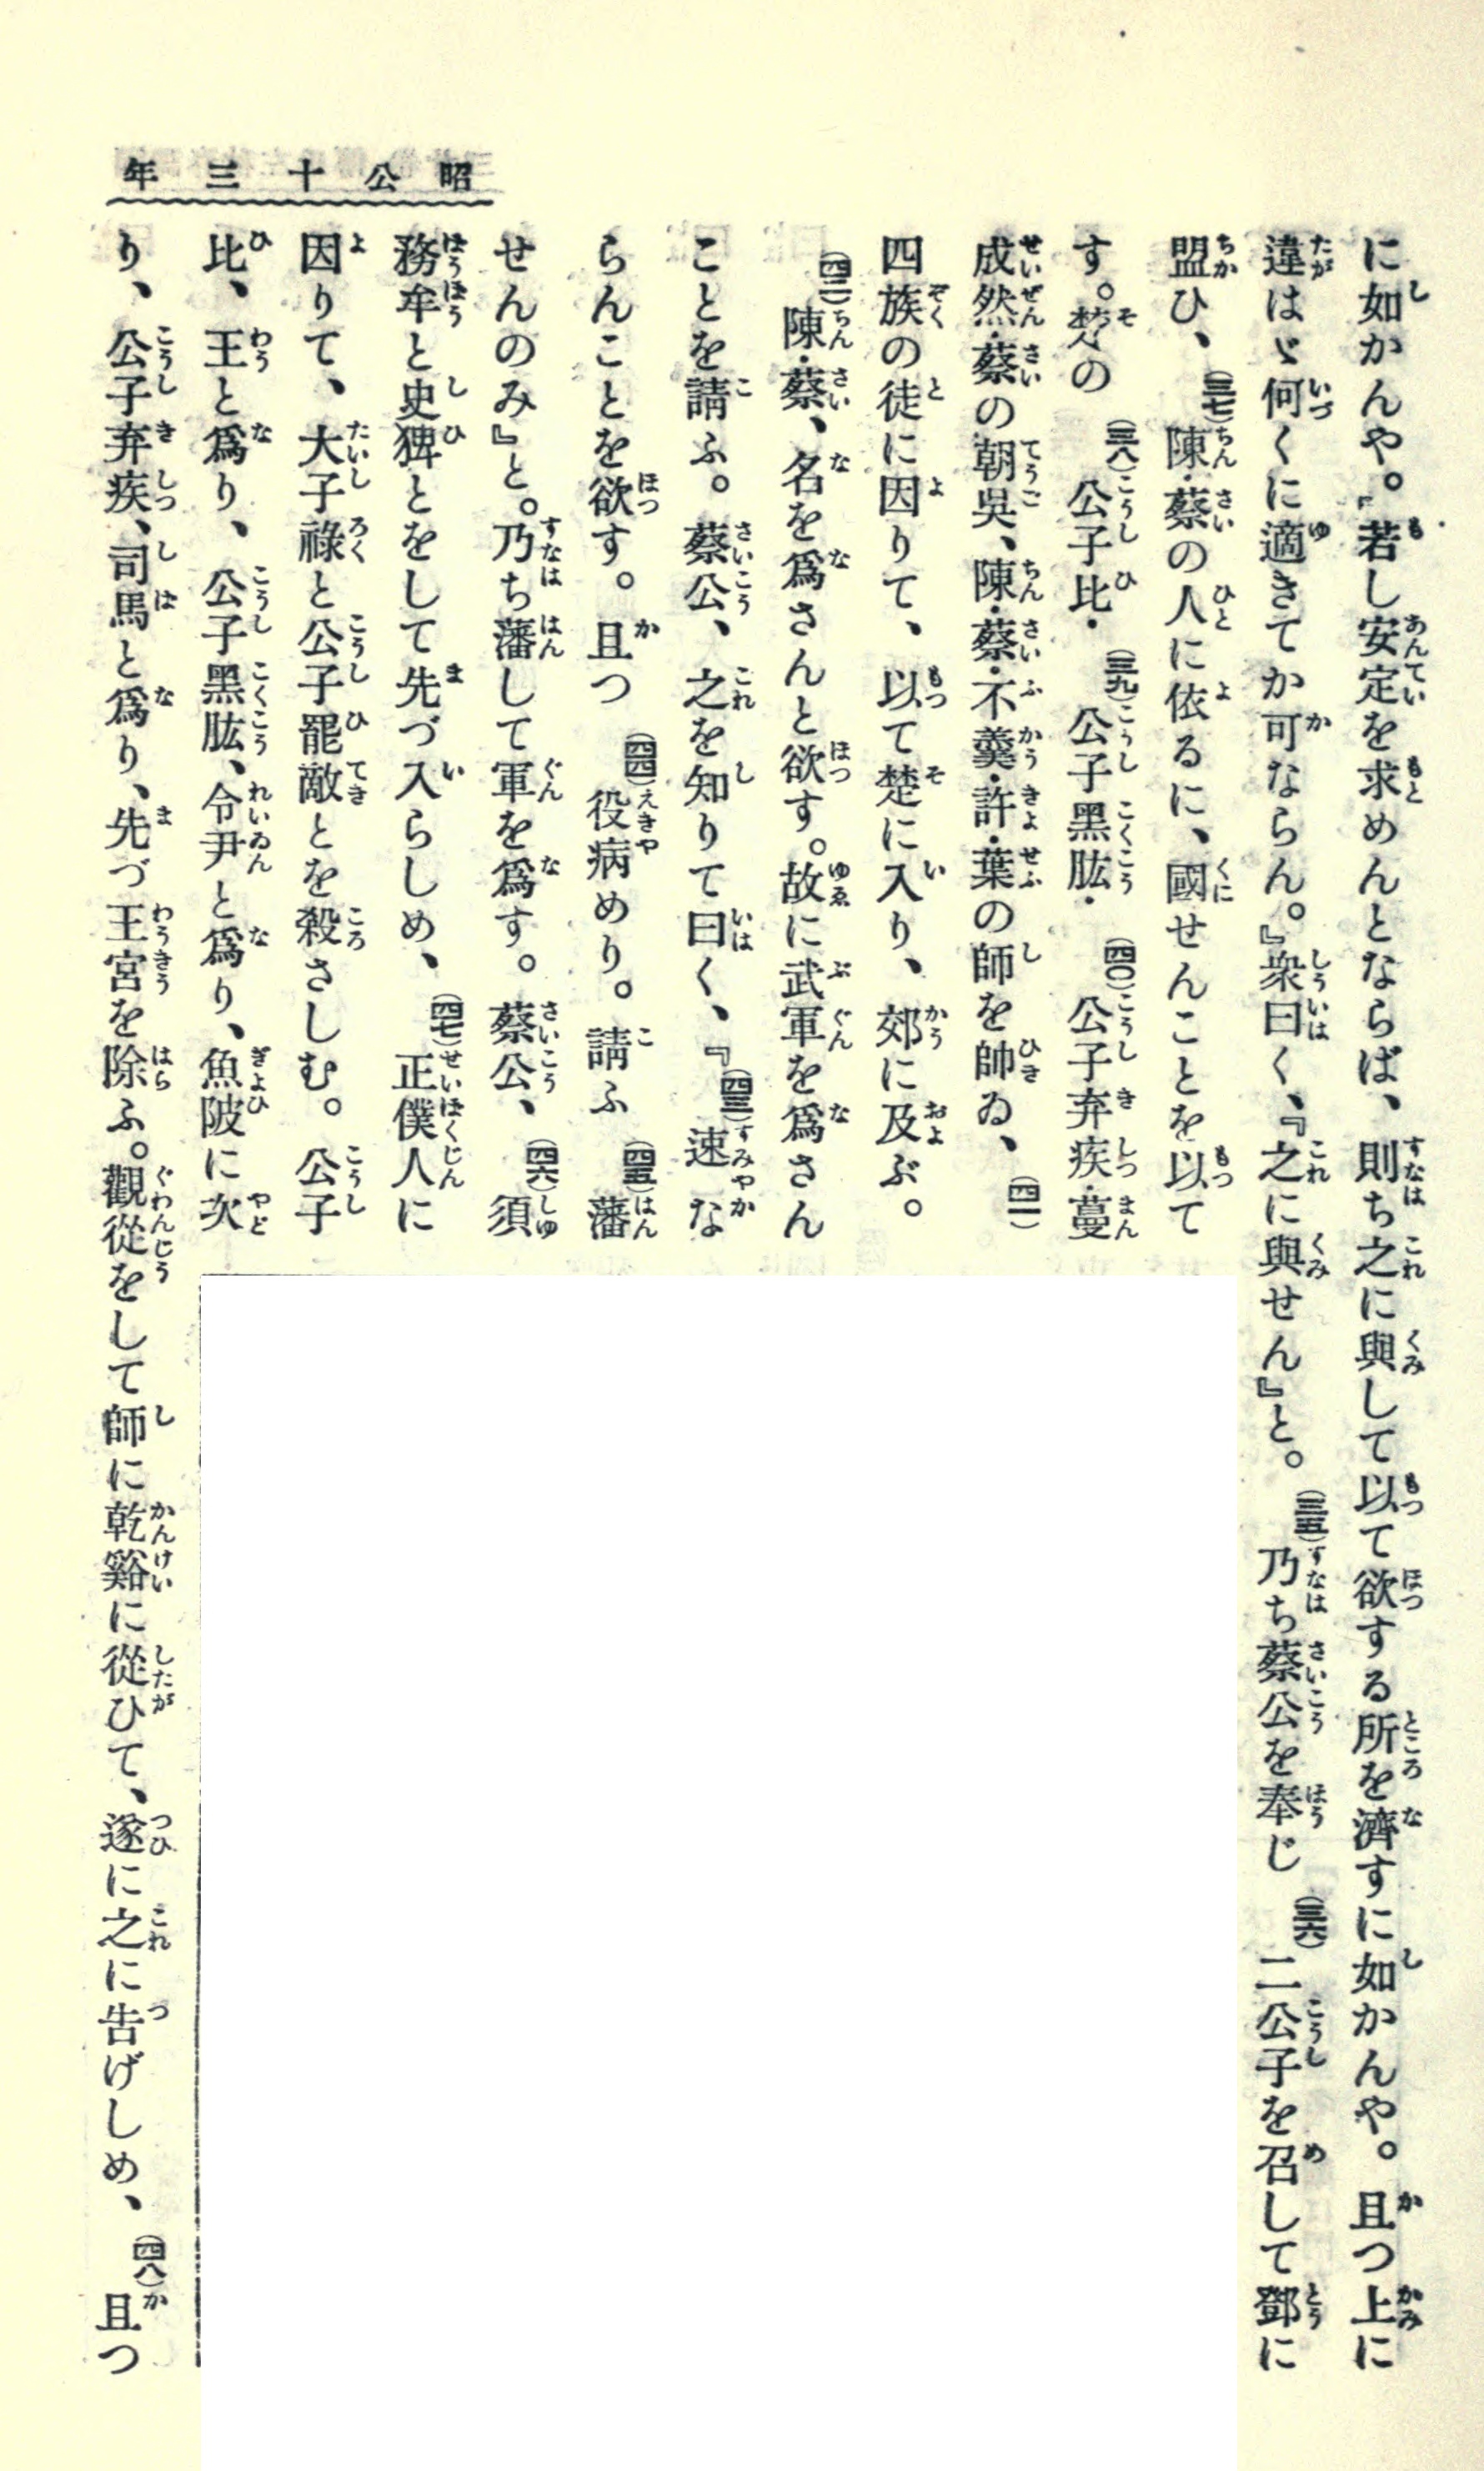 昭公十三年
に如かんや。『若し安定を求めんとならば、則ち之に與して以て欲する所を濟すに如かんや。且つ上に
違はゞ何くに適きてか可ならん。』衆曰く、『之に與せん』と。(三五)乃ち蔡公を奉じ(三六)二公子を召して鄧に
盟ひ、(三七)陳・蔡の人に依るに、國せんことを以て
す。楚の(三八)公子比・(三九)公子黑肱・(四〇)公子弃疾・蔓
成然・蔡の朝吳、陳・蔡・不羹・許・葉の師を帥ゐ、(四一)
四族の徒に因りて、以て楚に入り、郊に及ぶ。
(四二)陳・蔡、名を爲さんと欲す。故に武軍を爲さん
ことを請ふ。蔡公、之を知りて曰く、『(四三)速な
らんことを欲す。且つ(四四)役病めり。請ふ(四五)藩
せんのみ』と。乃ち藩して軍を爲す。蔡公、(四六)須
務牟と史猈とをして先づ入らしめ、(四七)正僕人に
因りて、大子祿と公子罷敵とを殺さしむ。公子
比、王と爲り、公子黑肱、令尹と爲り、魚陂に次
り、公子弃疾、司馬と爲り、先づ王宮を除ふ。觀從をして師に乾谿に從ひて、遂に之に告げしめ、(四八)且つ